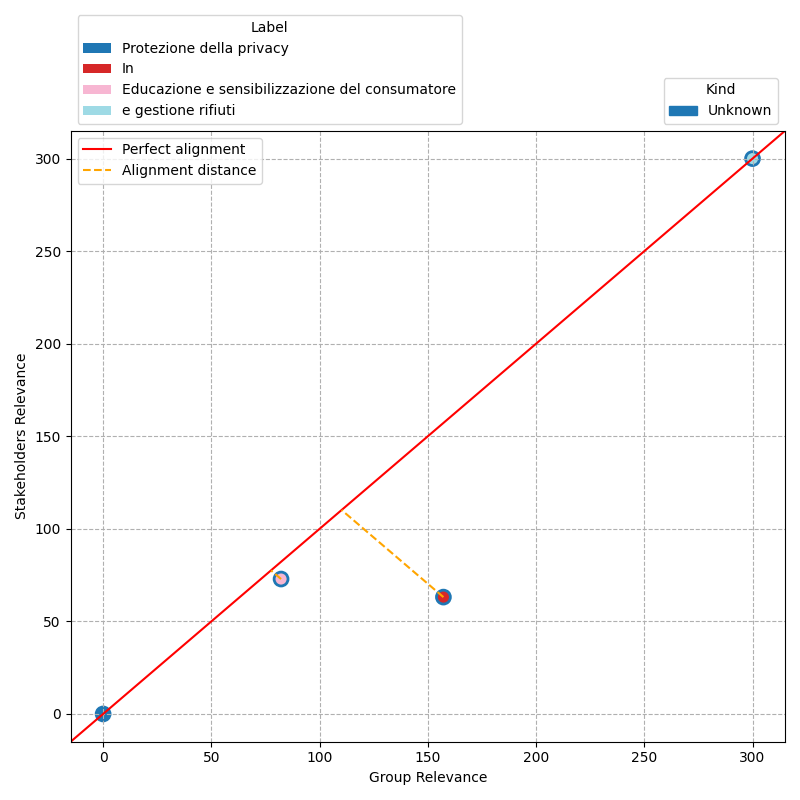 Label
Protezione della privacy
In
Educazione e sensibilizzazione del consumatore
e gestione rifiuti
Kind
Unknown
Perfect alignment
Alignment distance
300
250
200
150
100
50
0
Stakeholders Relevance
0 50 100 150 200 250 300
Group Relevance